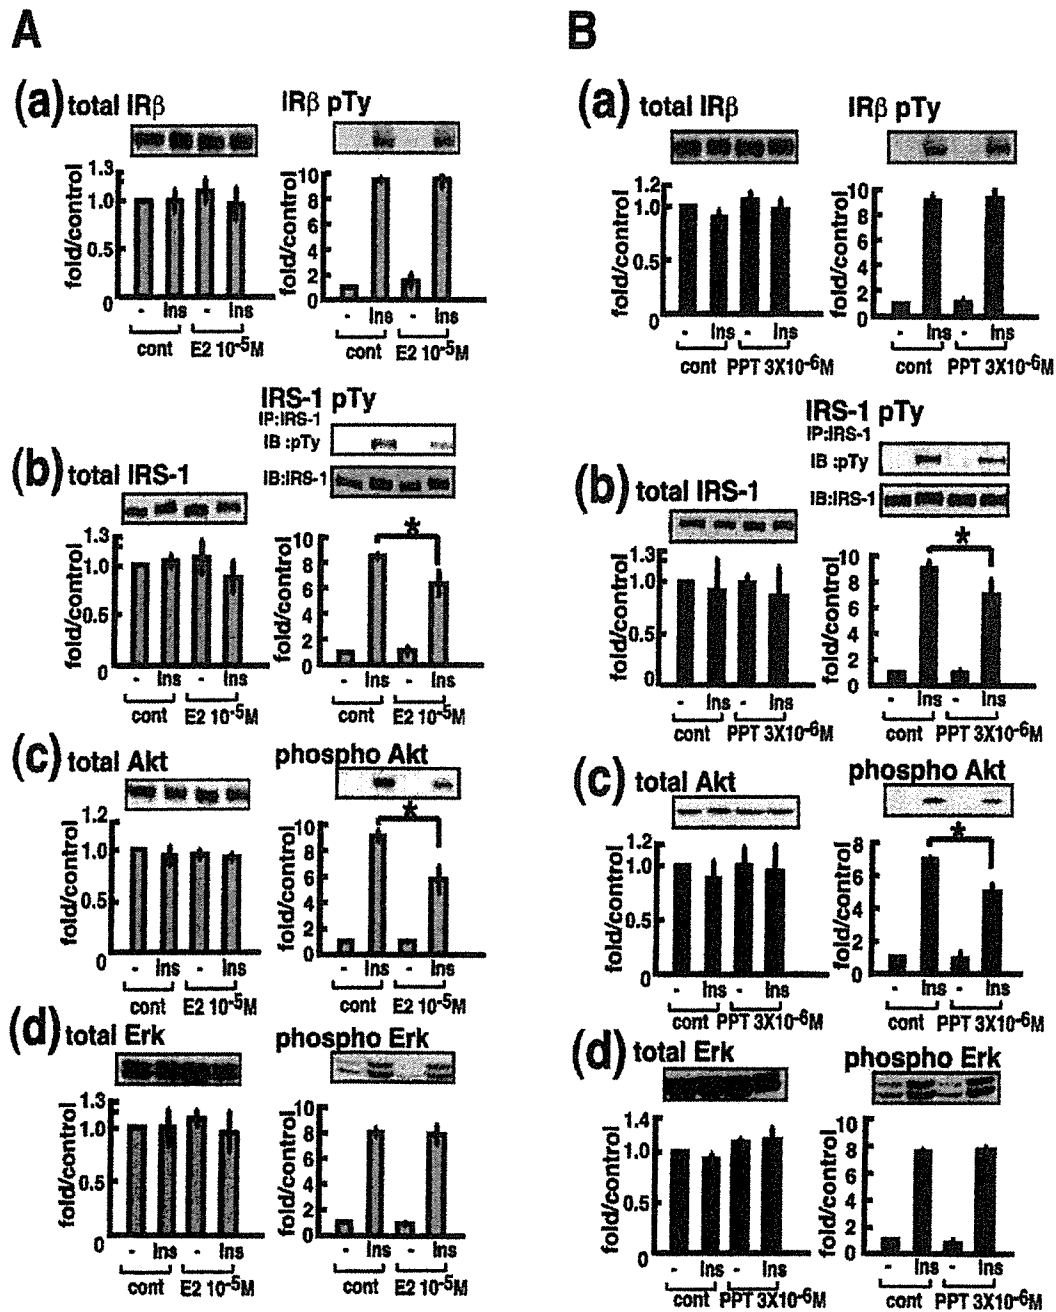 A
(a) total IRβ
IRβ pTy
fold/control
1.3
1.0
0.5
0
- Ins - Ins
cont E2 10-5M
fold/control
10
8
6
4
2
0
- Ins - Ins
cont E2 10-5M
(b) total IRS-1
IRS-1 pTy
IP:IRS-1
IB :pTy
IB:IRS-1
fold/control
1.3
1.0
0.5
0
- Ins - Ins
cont E2 10-5M
fold/control
10
8
6
4
2
0
*
- Ins - Ins
cont E2 10-5M
(c) total Akt
phospho Akt
fold/control
1.2
1.0
0.5
0
- Ins - Ins
cont E2 10-5M
fold/control
10
8
6
4
2
0
*
- Ins - Ins
cont E2 10-5M
(d) total Erk
phospho Erk
fold/control
1.3
1.0
0.5
0
- Ins - Ins
cont E2 10-5M
fold/control
10
8
6
4
2
0
- Ins - Ins
cont E2 10-5M
B
(a) total IRβ
IRβ pTy
fold/control
1.2
1.0
0.5
0
- Ins - Ins
cont PPT 3X10-6M
fold/control
10
8
6
4
2
0
- Ins - Ins
cont PPT 3X10-6M
(b) total IRS-1
IRS-1 pTy
IP:IRS-1
IB :pTy
IB:IRS-1
fold/control
1.3
1.0
0.5
0
- Ins - Ins
cont PPT 3X10-6M
fold/control
10
8
6
4
2
0
*
- Ins - Ins
cont PPT 3X10-6M
(c) total Akt
phospho Akt
fold/control
1.2
1.0
0.5
0
- Ins - Ins
cont PPT 3X10-6M
fold/control
8
6
4
2
0
*
- Ins - Ins
cont PPT 3X10-6M
(d) total Erk
phospho Erk
fold/control
1.4
1.0
0.5
0
- Ins - Ins
cont PPT 3X10-6M
fold/control
10
8
6
4
2
0
- Ins - Ins
cont PPT 3X10-6M